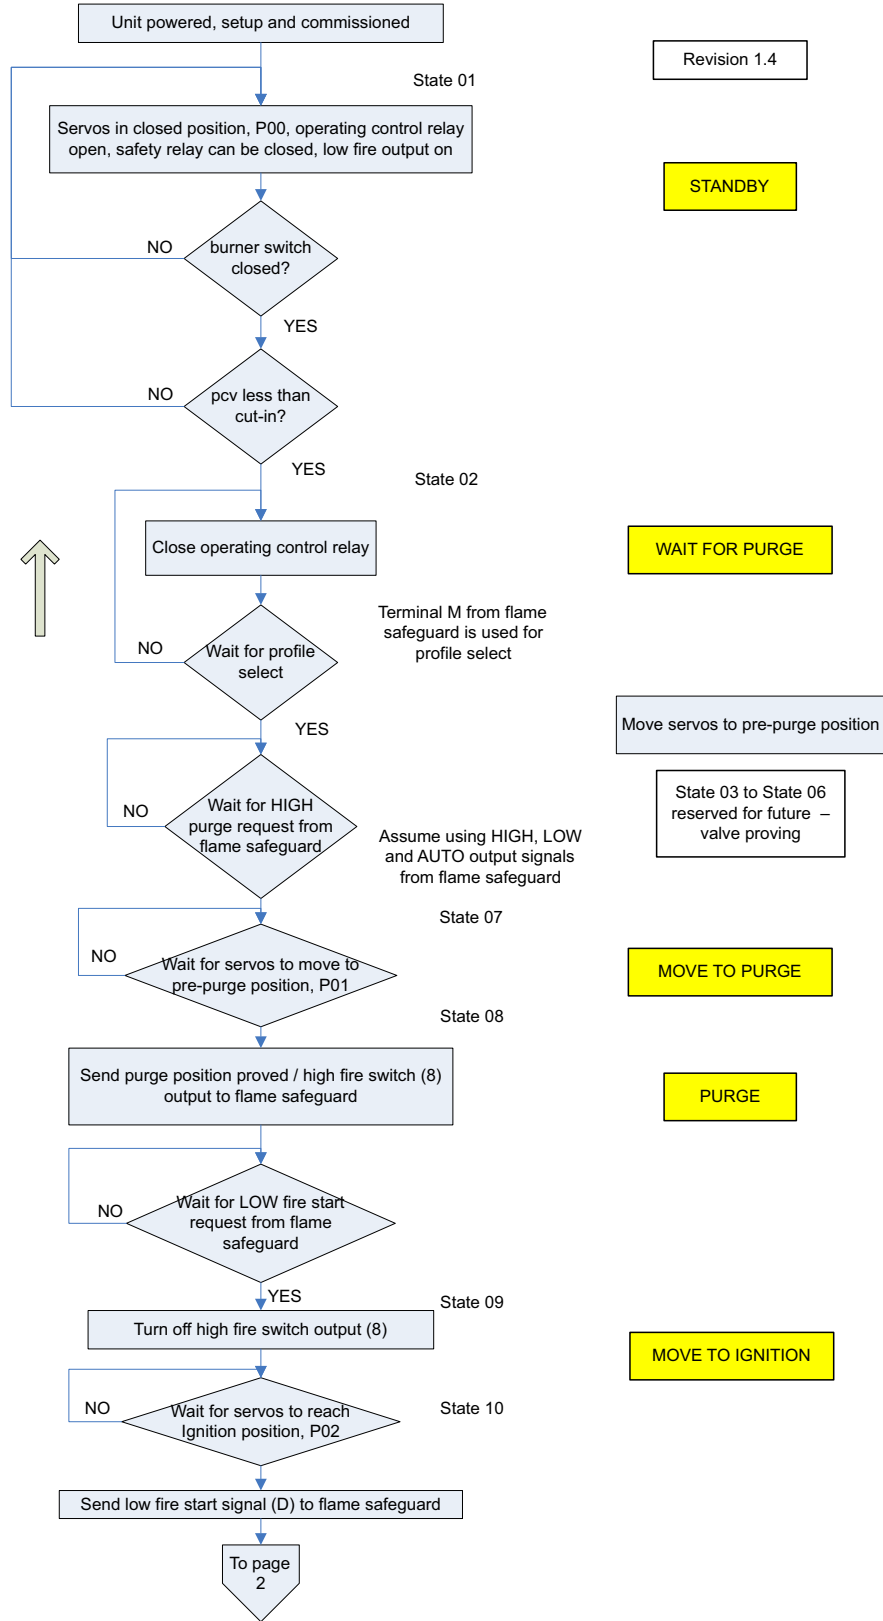 Unit powered, setup and commissioned
Revision 1.4
State 01
Servos in closed position, P00, operating control relay
open, safety relay can be closed, low fire output on
STANDBY
NO
burner switch
closed?
YES
NO
pcv less than
cut-in?
YES
State 02
Close operating control relay
WAIT FOR PURGE
Terminal M from flame
safeguard is used for
profile select
NO
Wait for profile
select
YES
Move servos to pre-purge position
State 03 to State 06
reserved for future –
valve proving
NO
Wait for HIGH
purge request from
flame safeguard
Assume using HIGH, LOW
and AUTO output signals
from flame safeguard
State 07
NO
Wait for servos to move to
pre-purge position, P01
MOVE TO PURGE
State 08
Send purge position proved / high fire switch (8)
output to flame safeguard
PURGE
NO
Wait for LOW fire start
request from flame
safeguard
YES
State 09
Turn off high fire switch output (8)
MOVE TO IGNITION
NO
Wait for servos to reach
Ignition position, P02
State 10
Send low fire start signal (D) to flame safeguard
To page
2